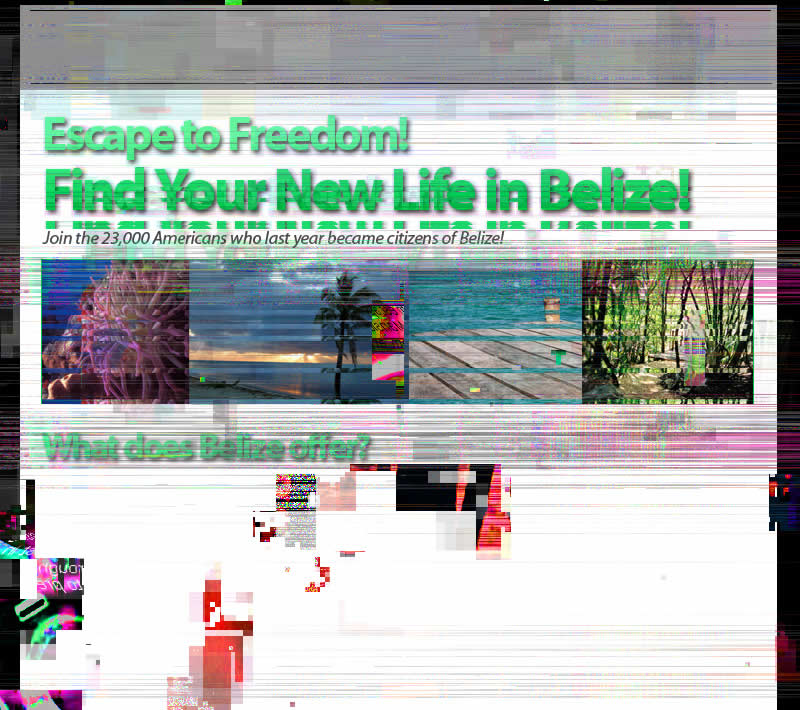 Escape to Freedom!
Find Your New Life in Belize!
Join the 23,000 Americans who last year became citizens of Belize!
What does Belize offer?